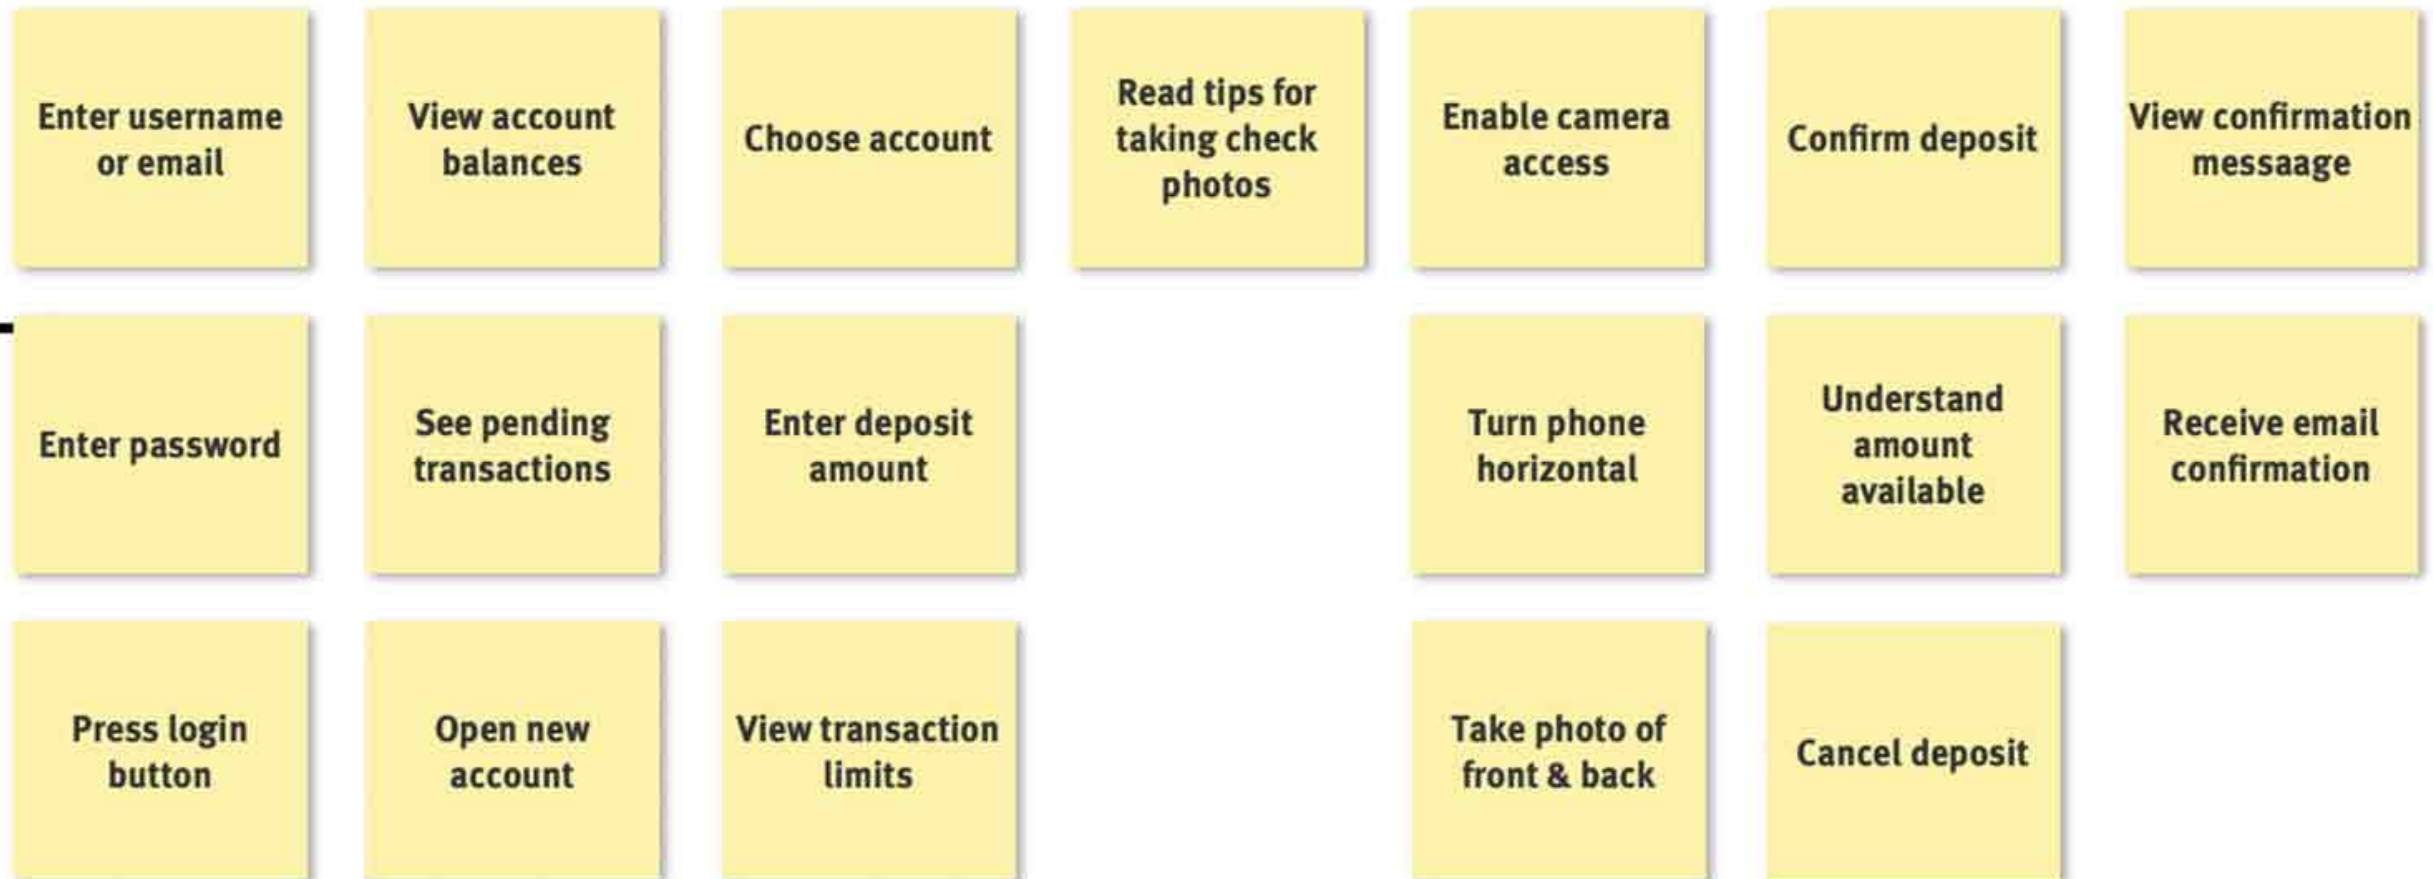 Enter username
or email
View account
balances
Choose account
Read tips for
taking check
photos
Enable camera
access
Confirm deposit
View confirmation
messaage
Enter password
See pending
transactions
Enter deposit
amount
Turn phone
horizontal
Understand
amount
available
Receive email
confirmation
Press login
button
Open new
account
View transaction
limits
Take photo of
front & back
Cancel deposit